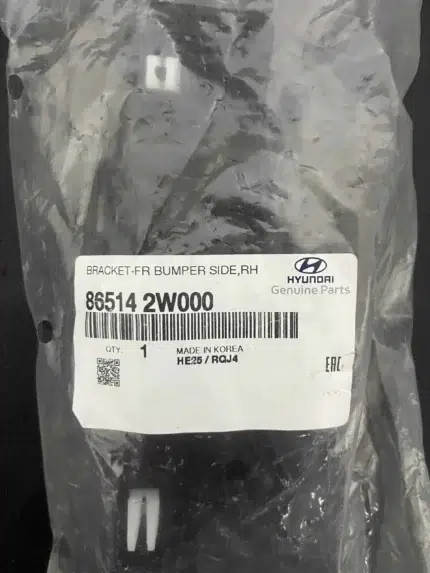 BRACKET-FR BUMPER SIDE,RH
HYUNDAI
Genuine Parts
86514 2W000
QTY. 1
MADE IN KOREA
HE25 / RQJ4
EAC